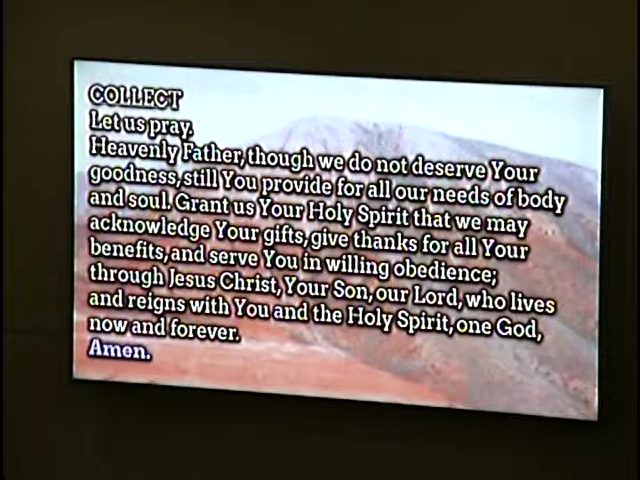 COLLECT
Let us pray.
Heavenly Father, though we do not deserve Your
goodness, still You provide for all our needs of body
and soul. Grant us Your Holy Spirit that we may
acknowledge Your gifts, give thanks for all Your
benefits, and serve You in willing obedience;
through Jesus Christ, Your Son, our Lord, who lives
and reigns with You and the Holy Spirit, one God,
now and forever.
Amen.